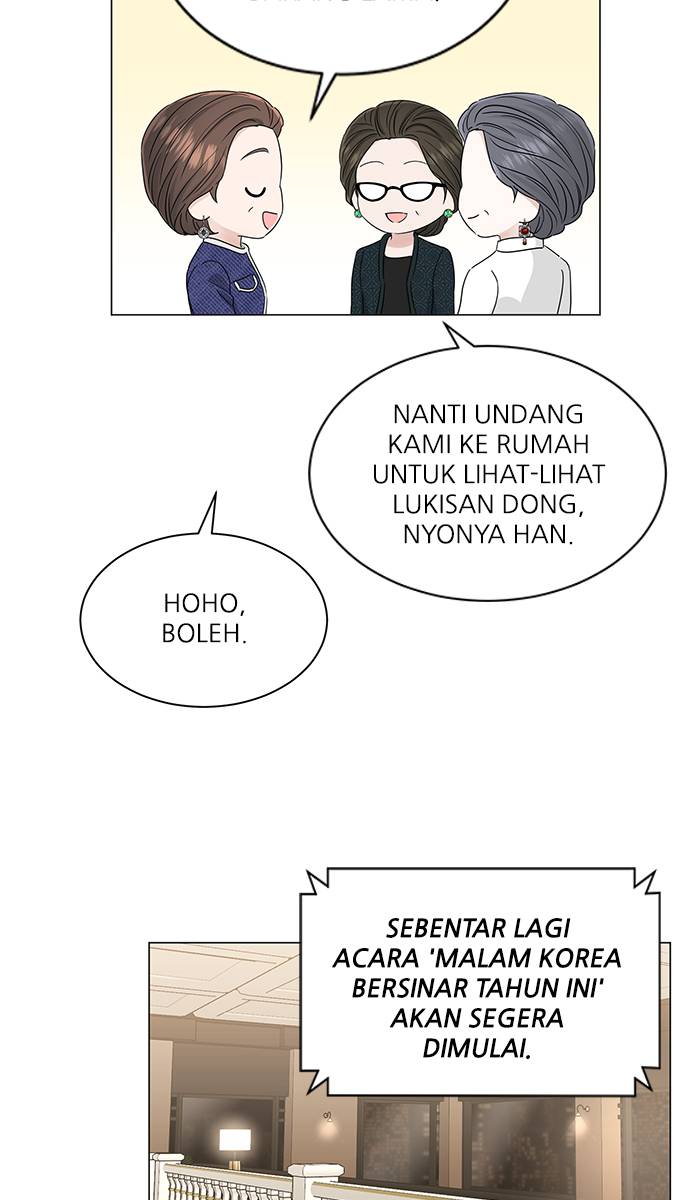 NANTI UNDANG
KAMI KE RUMAH
UNTUK LIHAT-LIHAT
LUKISAN DONG,
NYONYA HAN.
HOHO,
BOLEH.
SEBENTAR LAGI
ACARA 'MALAM KOREA
BERSINAR TAHUN INI'
AKAN SEGERA
DIMULAI.